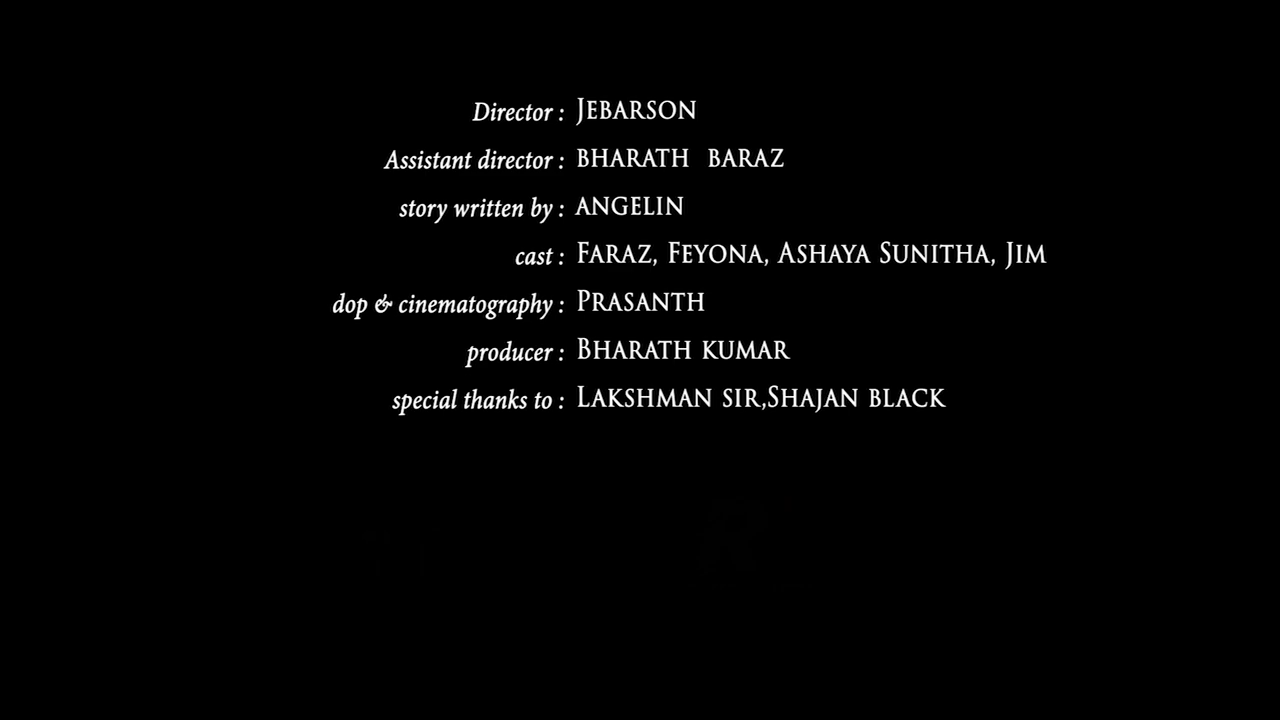 Director : JEBARSON
Assistant director : BHARATH BARAZ
story written by : ANGELIN
cast : FARAZ, FEYONA, ASHAYA SUNITHA, JIM
dop & cinematography : PRASANTH
producer : BHARATH KUMAR
special thanks to : LAKSHMAN SIR,SHAJAN BLACK